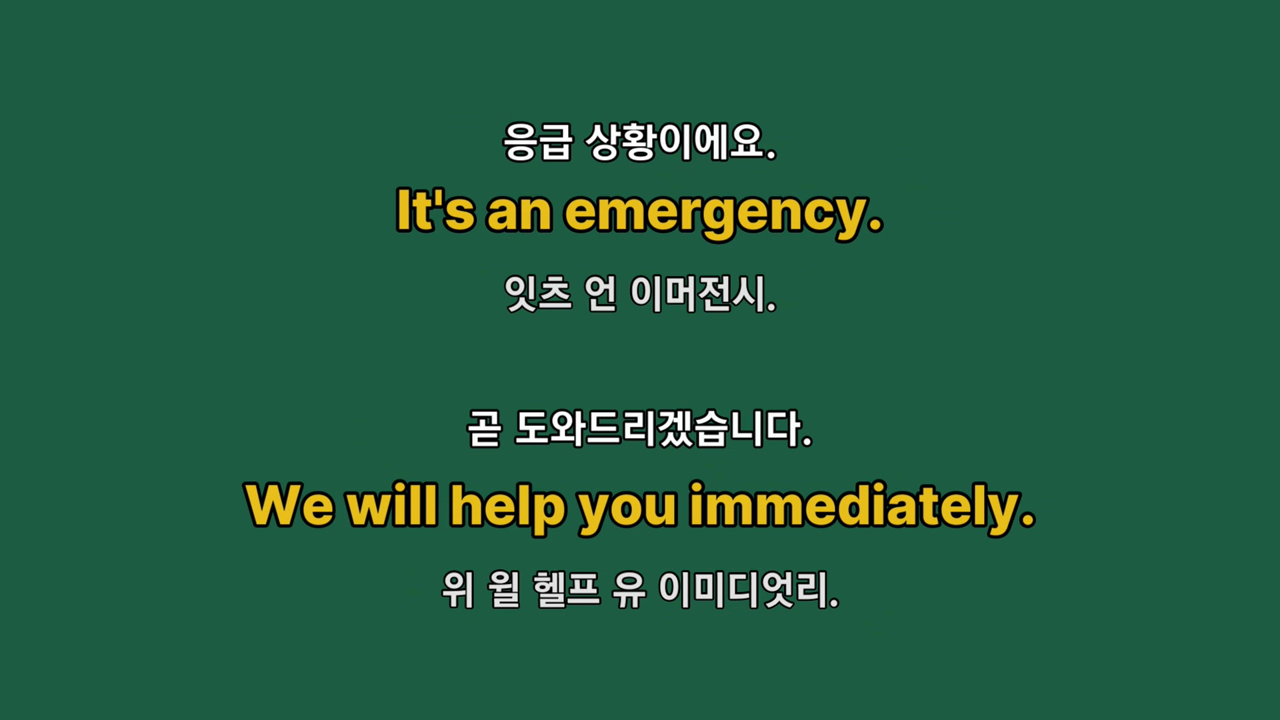 응급 상황이에요.
It's an emergency.
잇츠 언 이머전시.
곧 도와드리겠습니다.
We will help you immediately.
위 윌 헬프 유 이미디엇리.